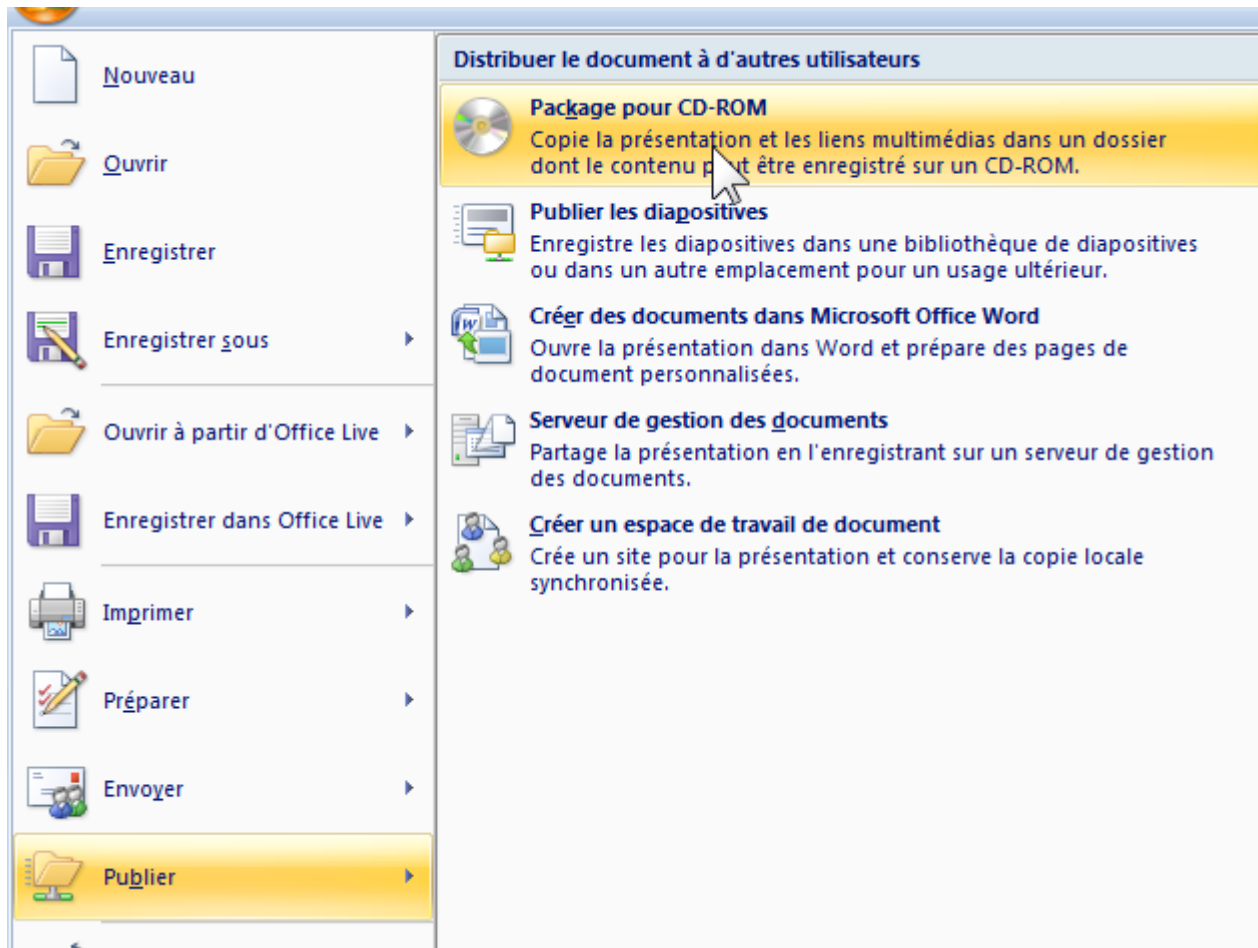 Nouveau
Ouvrir
Enregistrer
Enregistrer sous
Ouvrir à partir d'Office Live
Enregistrer dans Office Live
Imprimer
Préparer
Envoyer
Publier
Distribuer le document à d'autres utilisateurs
Package pour CD-ROM
Copie la présentation et les liens multimédias dans un dossier
dont le contenu peut être enregistré sur un CD-ROM.
Publier les diapositives
Enregistre les diapositives dans une bibliothèque de diapositives
ou dans un autre emplacement pour un usage ultérieur.
Créer des documents dans Microsoft Office Word
Ouvre la présentation dans Word et prépare des pages de
document personnalisées.
Serveur de gestion des documents
Partage la présentation en l'enregistrant sur un serveur de gestion
des documents.
Créer un espace de travail de document
Crée un site pour la présentation et conserve la copie locale
synchronisée.